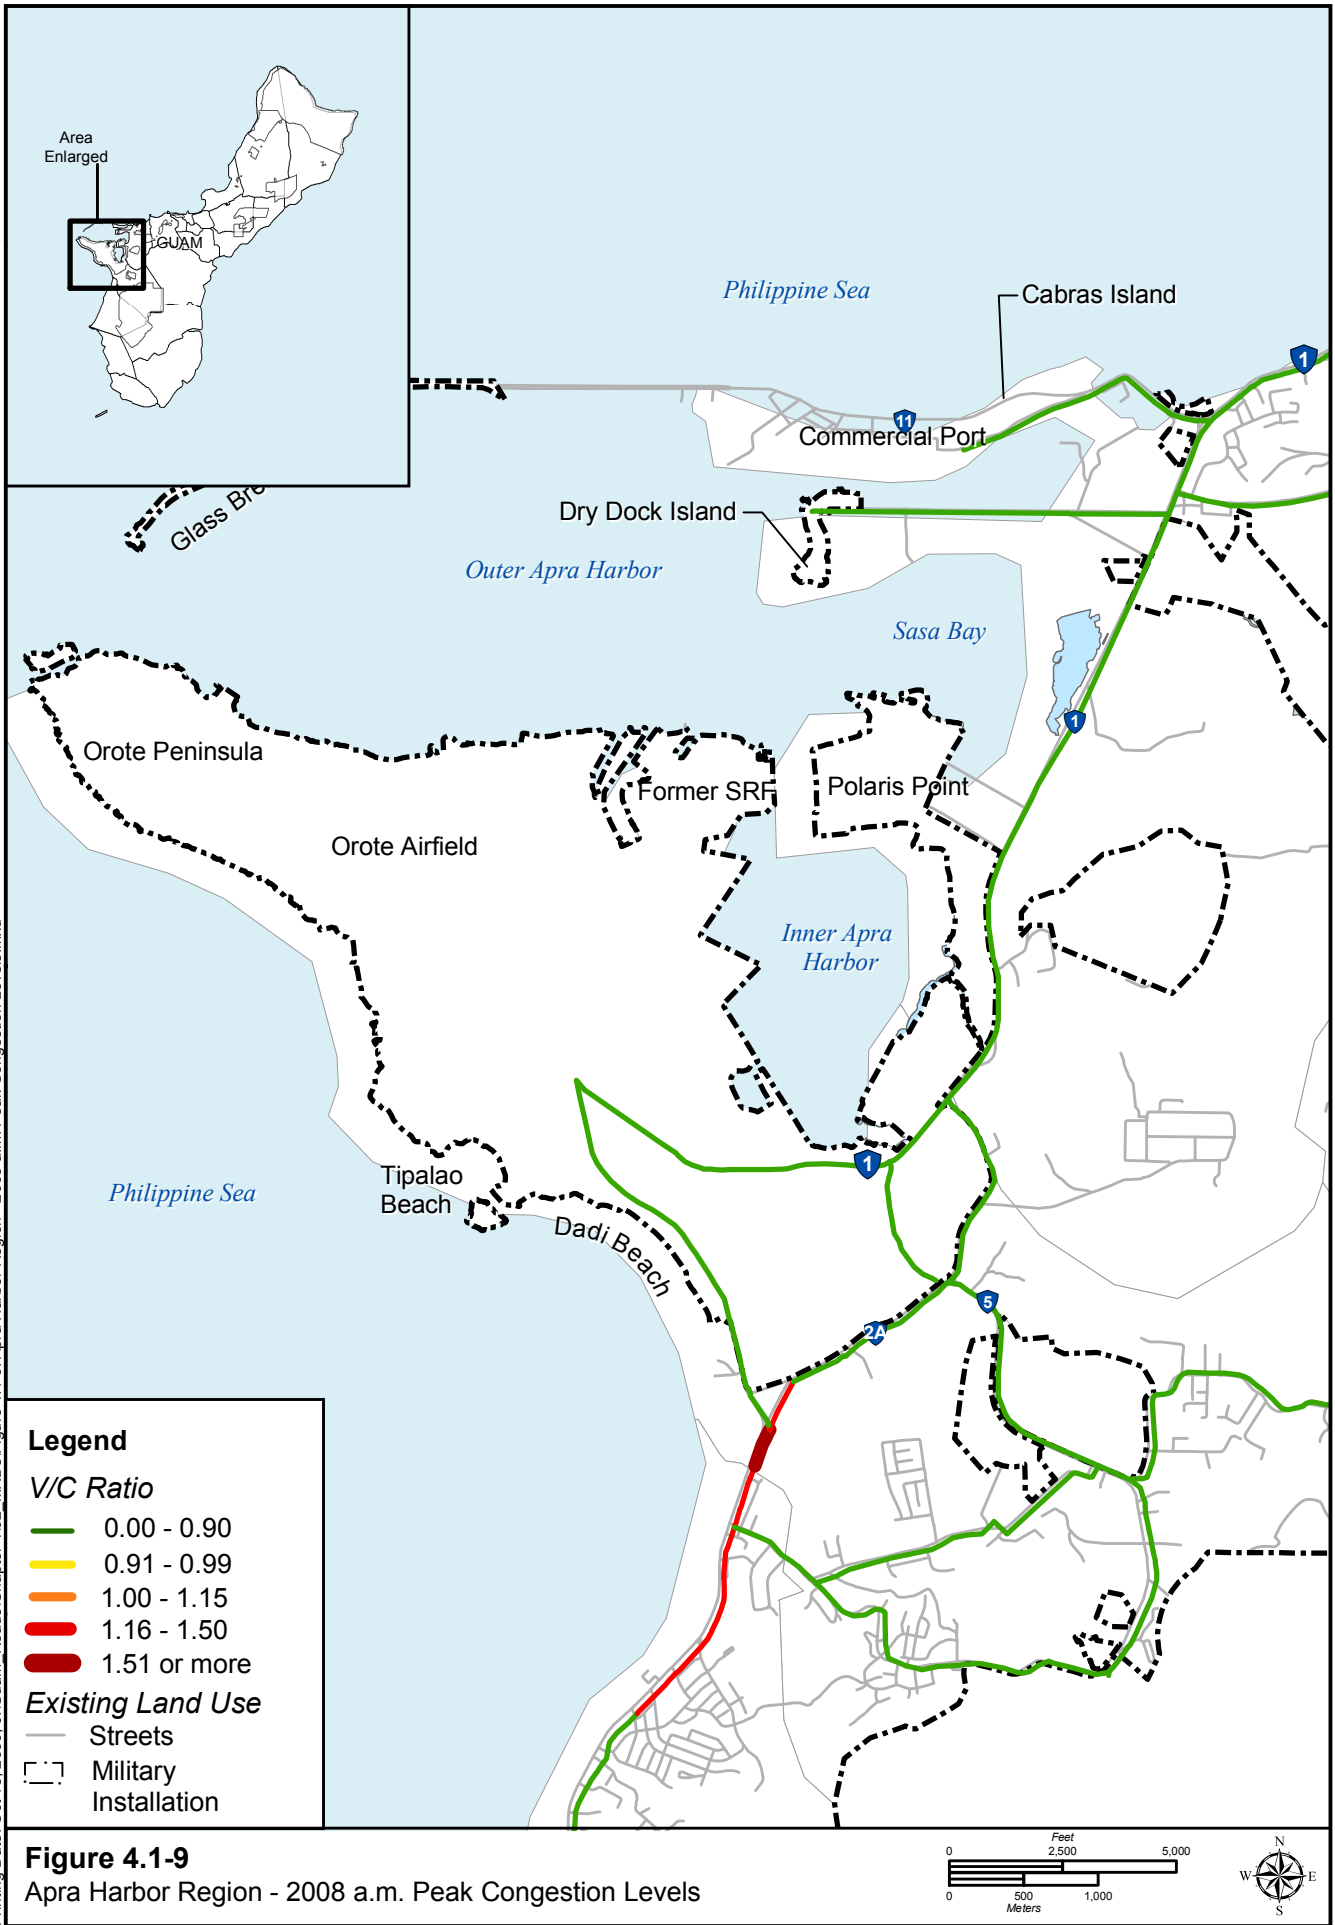 Area
Enlarged
GUAM
Philippine Sea
Cabras Island
1
11
Commercial Port
Glass Bre
Dry Dock Island
Outer Apra Harbor
Sasa Bay
1
Orote Peninsula
Former SRF
Polaris Point
Orote Airfield
Inner Apra
Harbor
1
Tipalao
Beach
Philippine Sea
Dadi Beach
5
2A
Legend
V/C Ratio
0.00 - 0.90
0.91 - 0.99
1.00 - 1.15
1.16 - 1.50
1.51 or more
Existing Land Use
Streets
Military
Installation
Figure 4.1-9
Apra Harbor Region - 2008 a.m. Peak Congestion Levels
Feet
0 2,500 5,000
0 500 1,000
Meters
N
W E
S